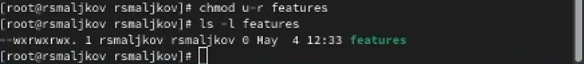 [root@rsmaljkov rsmaljkov]# chmod u-r features
[root@rsmaljkov rsmaljkov]# ls -l features
--wxrwxrwx. 1 rsmaljkov rsmaljkov 0 May  4 12:33 features
[root@rsmaljkov rsmaljkov]#